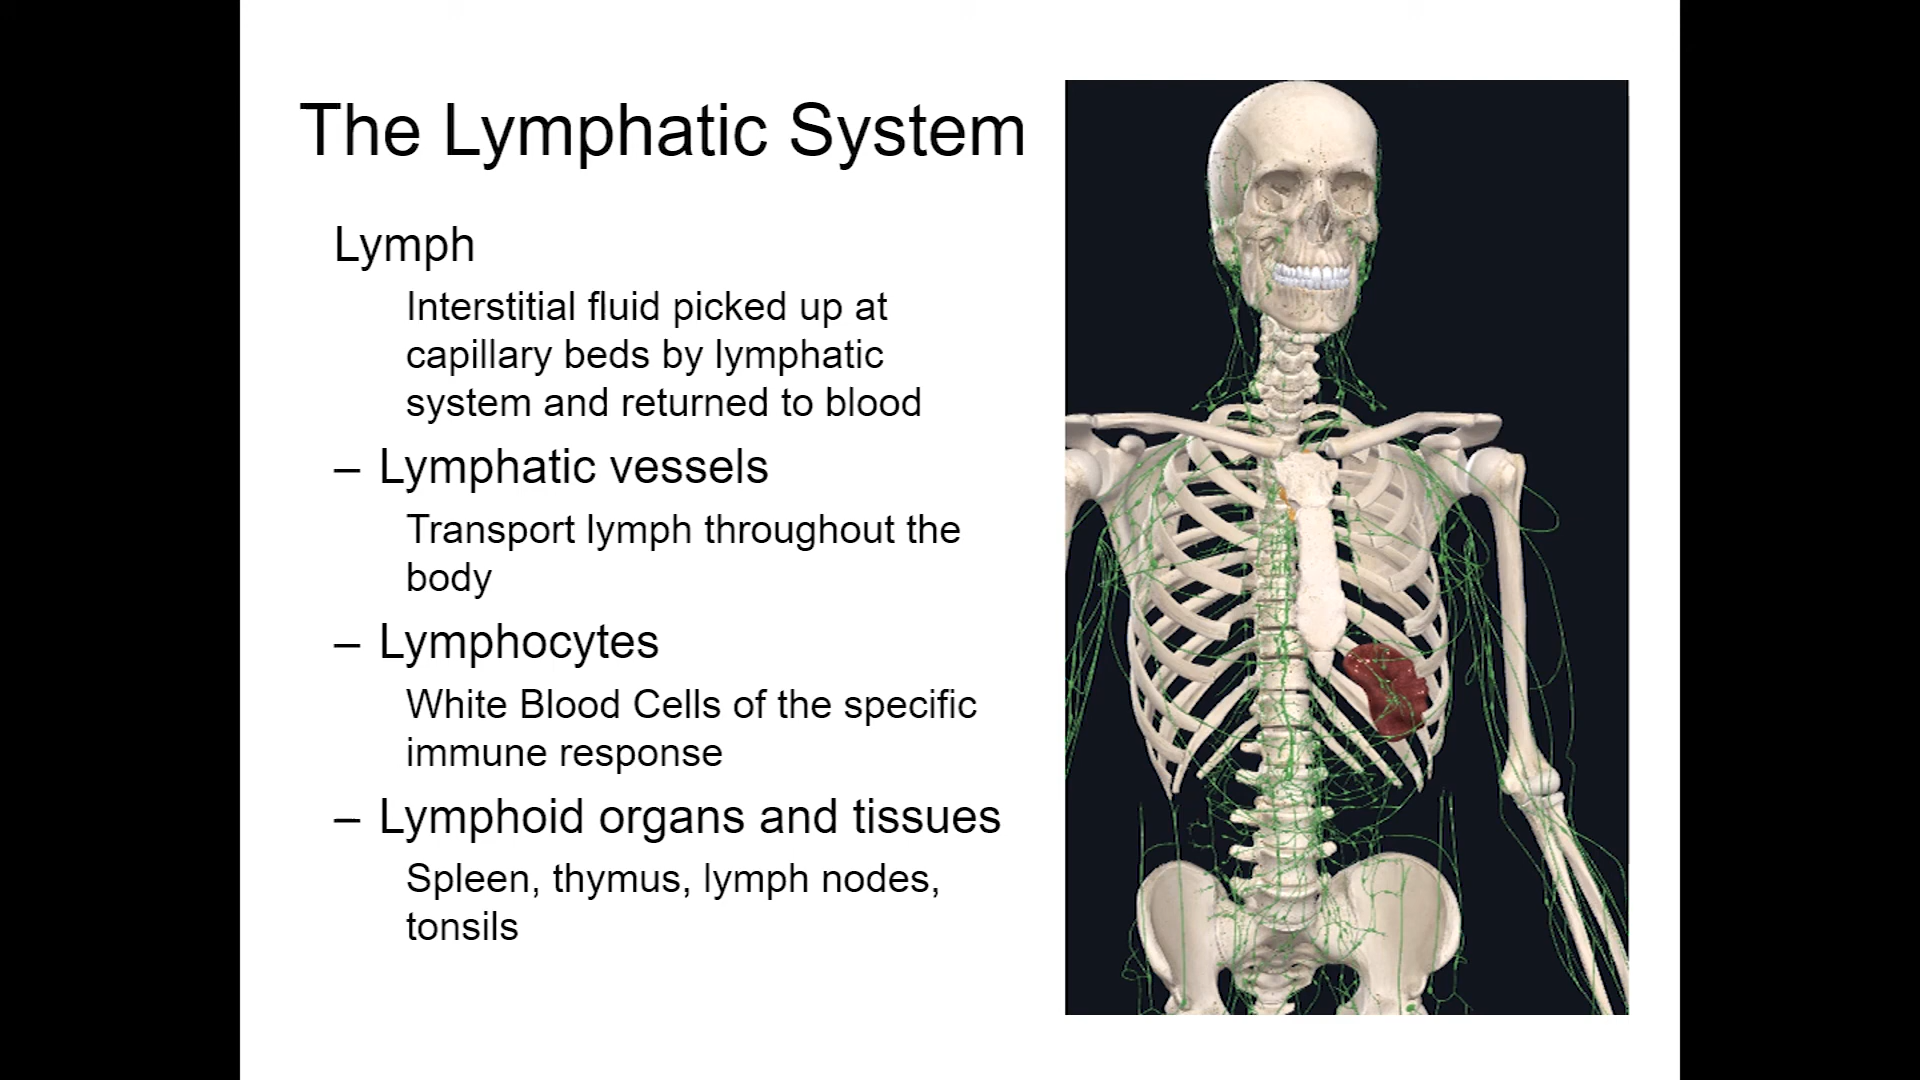 The Lymphatic System
Lymph
Interstitial fluid picked up at
capillary beds by lymphatic
system and returned to blood
– Lymphatic vessels
Transport lymph throughout the
body
– Lymphocytes
White Blood Cells of the specific
immune response
– Lymphoid organs and tissues
Spleen, thymus, lymph nodes,
tonsils